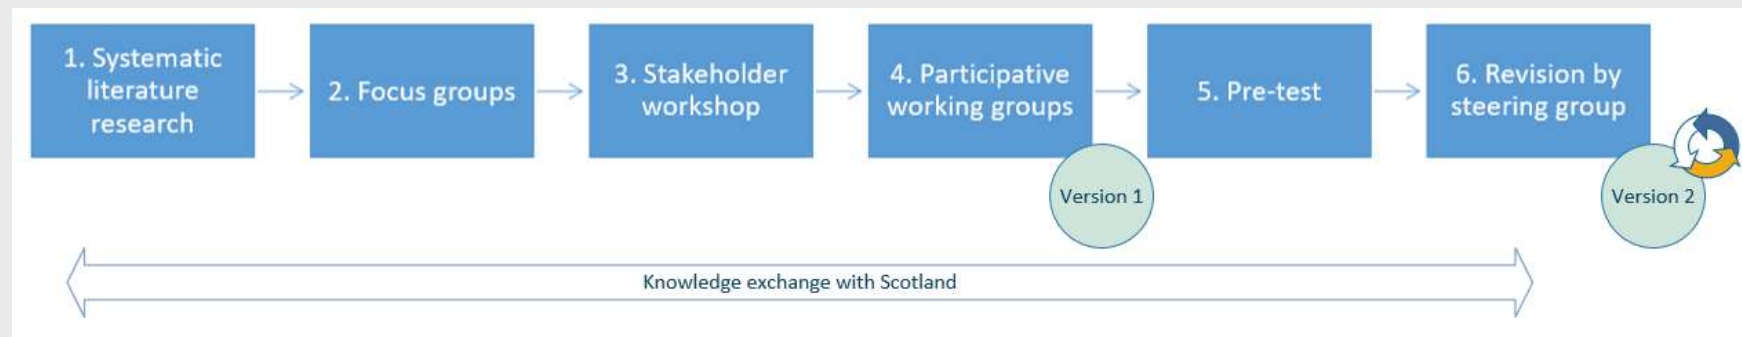 1. Systematic
literature
research
2. Focus groups
3. Stakeholder
workshop
4. Participative
working groups
5. Pre-test
6. Revision by
steering group
Version 1
Version 2
Knowledge exchange with Scotland